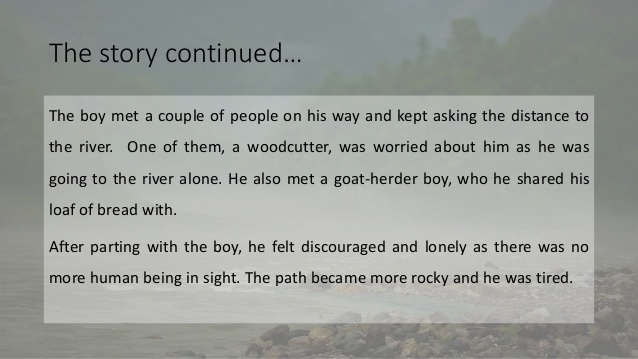 The story continued…
The boy met a couple of people on his way and kept asking the distance to
the river. One of them, a woodcutter, was worried about him as he was
going to the river alone. He also met a goat-herder boy, who he shared his
loaf of bread with.
After parting with the boy, he felt discouraged and lonely as there was no
more human being in sight. The path became more rocky and he was tired.